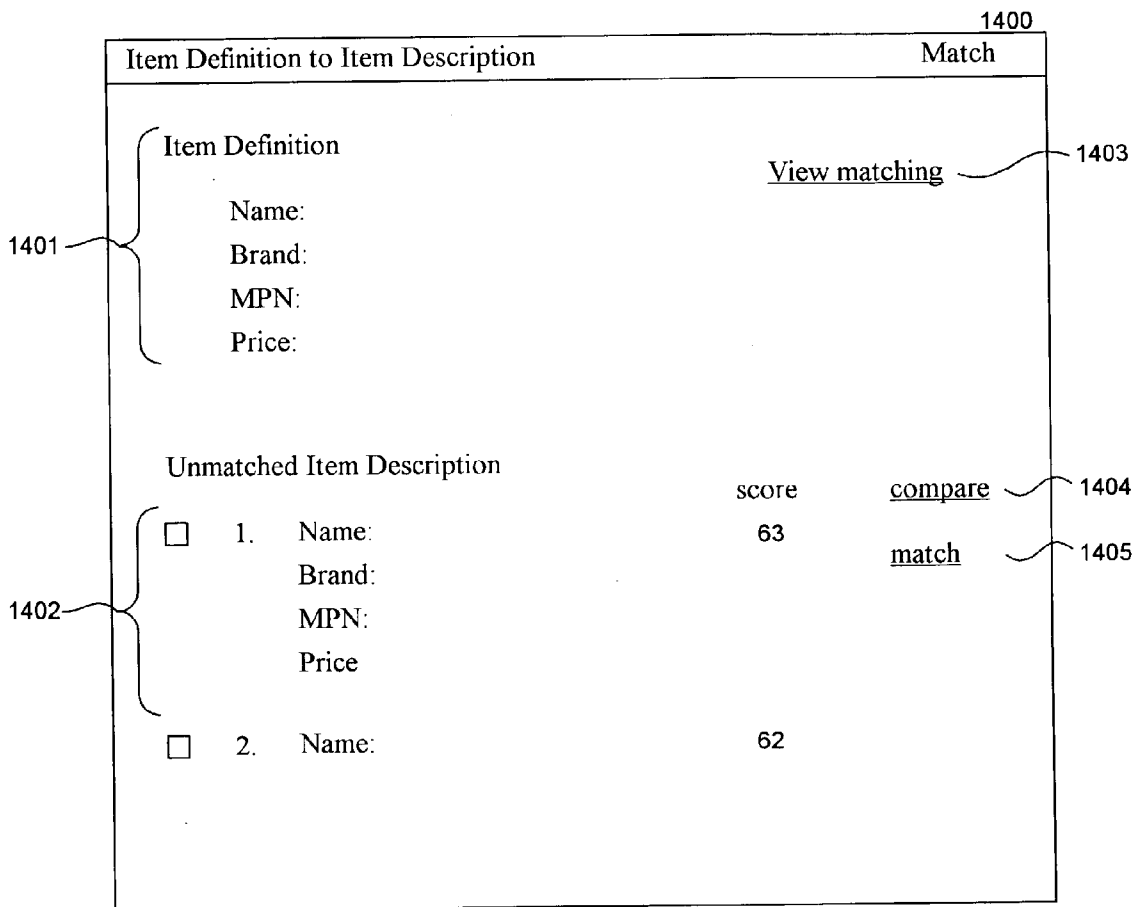 1400
Item Definition to Item Description Match
Item Definition
View matching 1403
Name:
1401
Brand:
MPN:
Price:
Unmatched Item Description
score compare 1404
1. Name: 63
match 1405
Brand:
1402
MPN:
Price
2. Name: 62